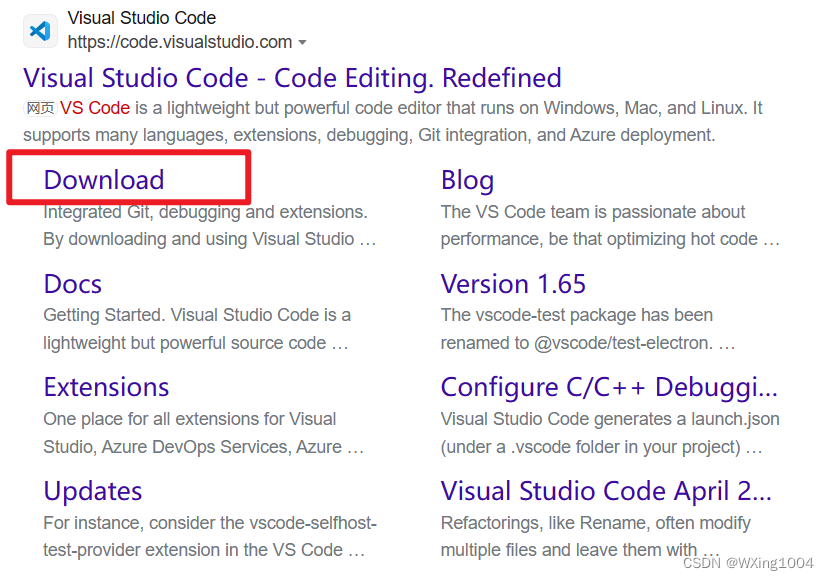 Visual Studio Code
https://code.visualstudio.com
Visual Studio Code - Code Editing. Redefined
网页 VS Code is a lightweight but powerful code editor that runs on Windows, Mac, and Linux. It
supports many languages, extensions, debugging, Git integration, and Azure deployment.
Download
Integrated Git, debugging and extensions.
By downloading and using Visual Studio …
Blog
The VS Code team is passionate about
performance, be that optimizing hot code …
Docs
Getting Started. Visual Studio Code is a
lightweight but powerful source code …
Version 1.65
The vscode-test package has been
renamed to @vscode/test-electron. …
Extensions
One place for all extensions for Visual
Studio, Azure DevOps Services, Azure …
Configure C/C++ Debuggi...
Visual Studio Code generates a launch.json
(under a .vscode folder in your project) …
Updates
For instance, consider the vscode-selfhost-
test-provider extension in the VS Code …
Visual Studio Code April 2...
Refactorings, like Rename, often modify
multiple files and leave them with …
CSDN @WXing1004